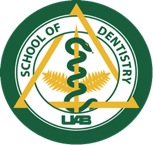 SCHOOL OF DENTISTRY
UAB